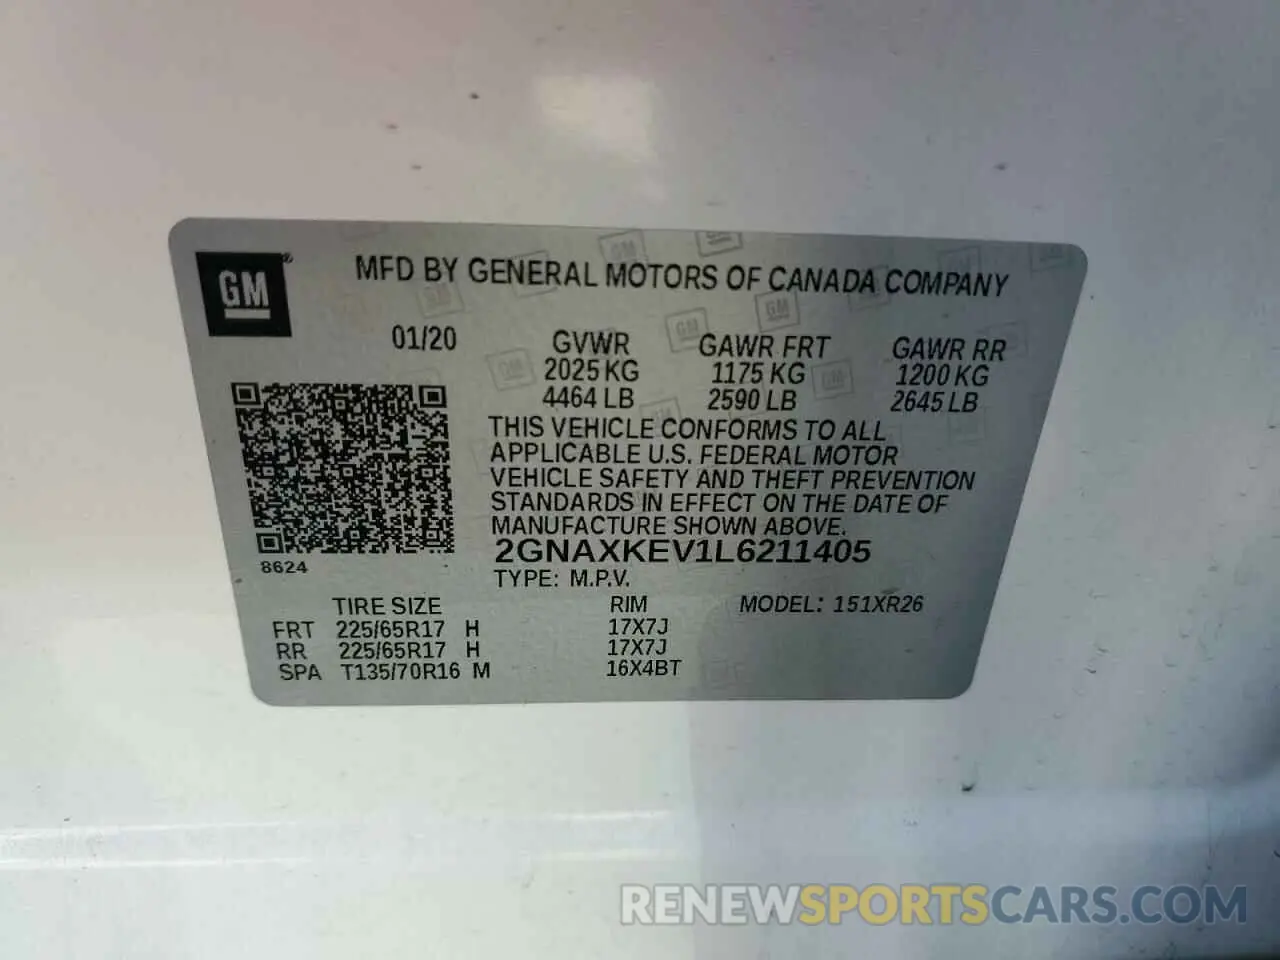 GM
MFD BY GENERAL MOTORS OF CANADA COMPANY
01/20
GVWR GAWR FRT GAWR RR
2025 KG 1175 KG 1200 KG
4464 LB 2590 LB 2645 LB
THIS VEHICLE CONFORMS TO ALL
APPLICABLE U.S. FEDERAL MOTOR
VEHICLE SAFETY AND THEFT PREVENTION
STANDARDS IN EFFECT ON THE DATE OF
MANUFACTURE SHOWN ABOVE.
8624
2GNAXKEV1L6211405
TYPE: M.P.V.
TIRE SIZE RIM MODEL: 151XR26
FRT 225/65R17 H 17X7J
RR 225/65R17 H 17X7J
SPA T135/70R16 M 16X4BT
RENEWSPORTSCARS.COM